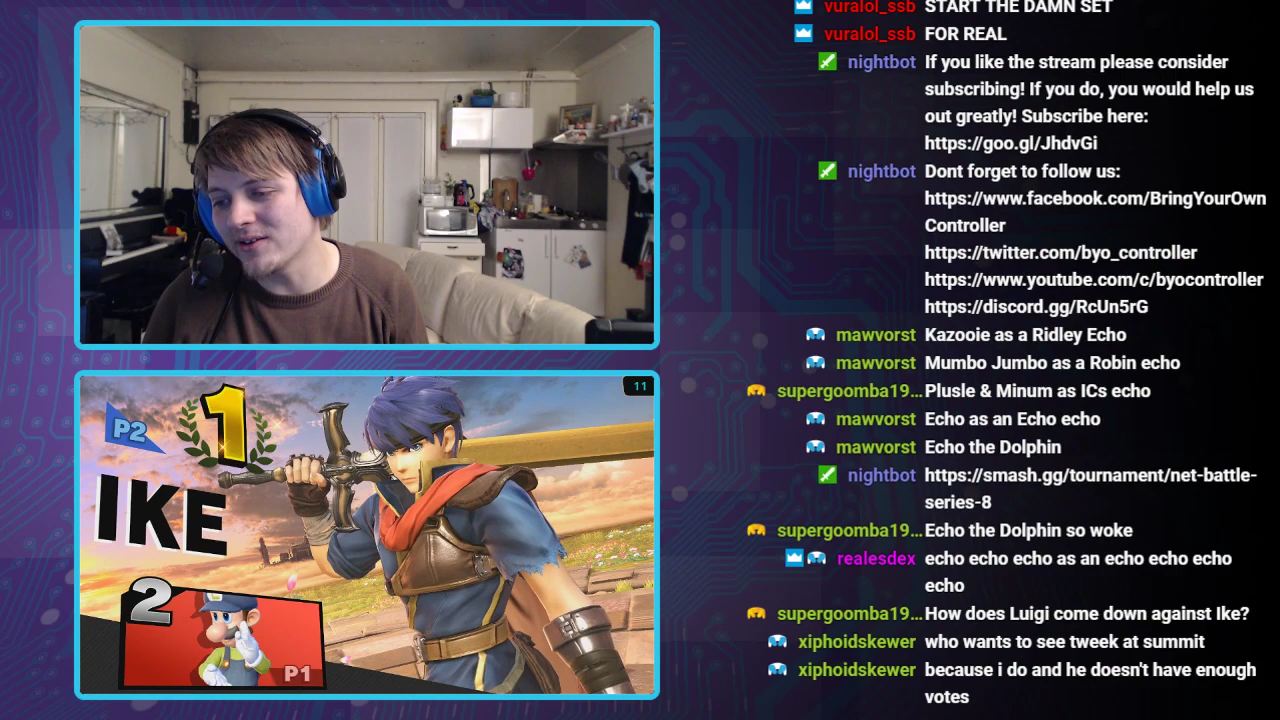 vuralol_ssb START THE DAMN SET
vuralol_ssb FOR REAL
nightbot If you like the stream please consider
subscribing! If you do, you would help us
out greatly! Subscribe here:
https://goo.gl/JhdvGi
nightbot Dont forget to follow us:
https://www.facebook.com/BringYourOwn
Controller
https://twitter.com/byo_controller
https://www.youtube.com/c/byocontroller
https://discord.gg/RcUn5rG
mawvorst Kazooie as a Ridley Echo
mawvorst Mumbo Jumbo as a Robin echo
supergoomba19... Plusle & Minum as ICs echo
mawvorst Echo as an Echo echo
mawvorst Echo the Dolphin
nightbot https://smash.gg/tournament/net-battle-
series-8
supergoomba19... Echo the Dolphin so woke
realesdex echo echo echo as an echo echo echo
echo
supergoomba19... How does Luigi come down against Ike?
xiphoidskewer who wants to see tweek at summit
xiphoidskewer because i do and he doesn't have enough
votes
11
P2
1
IKE
2
P1